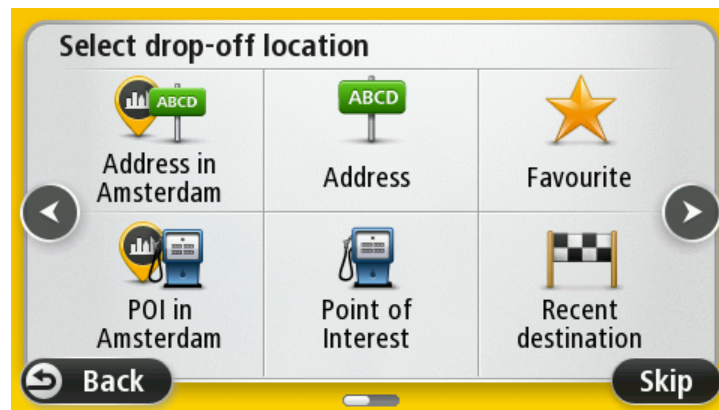 Select drop-off location
ABCD
ABCD
Address in
Amsterdam
Address
Favourite
POI in
Amsterdam
Point of
Interest
Recent
destination
Back
Skip